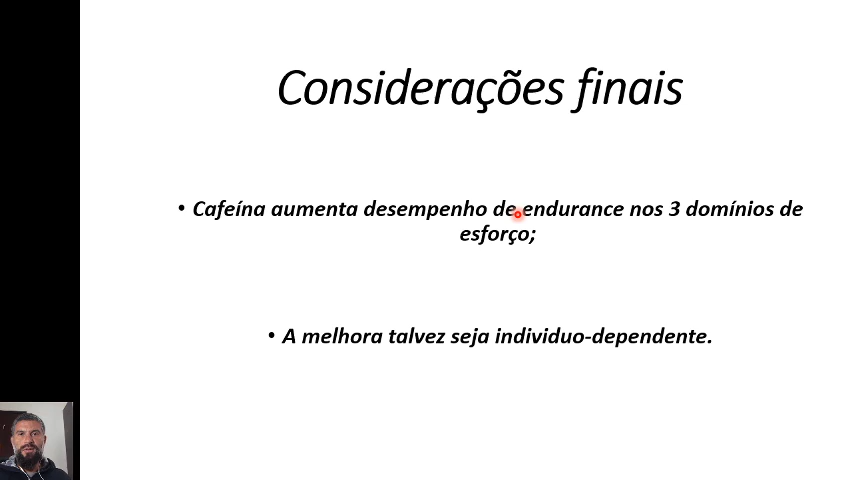 Considerações finais
• Cafeína aumenta desempenho de endurance nos 3 domínios de
esforço;
• A melhora talvez seja individuo-dependente.